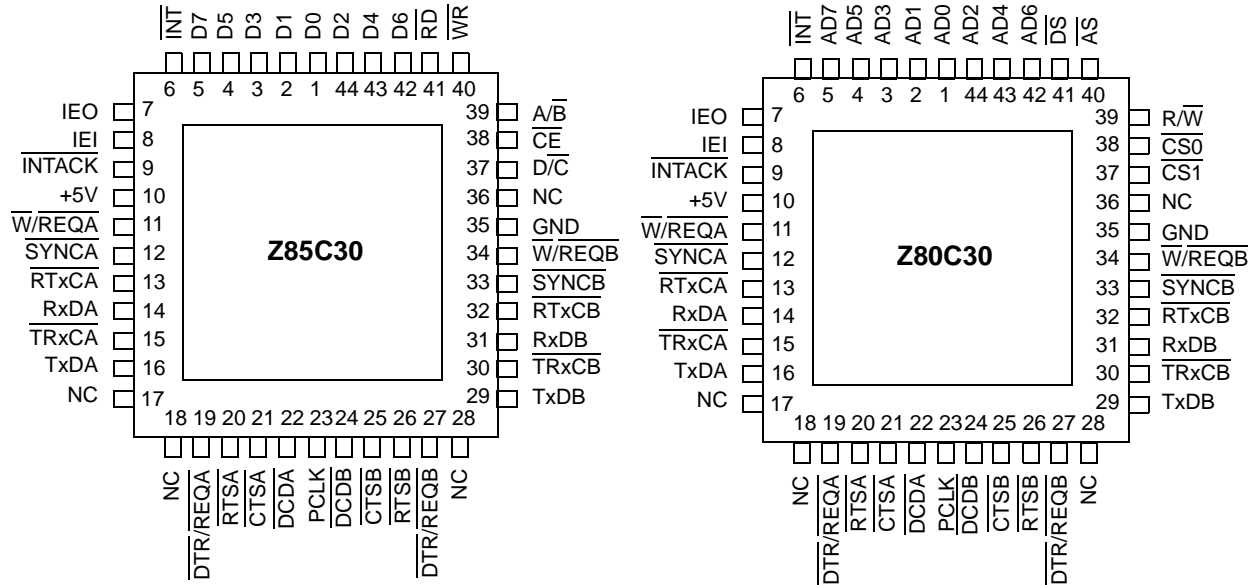 INT D7 D5 D3 D1 D0 D2 D4 D6 RD WR
6 5 4 3 2 1 44 43 42 41 40
IEO 7
IEI 8
INTACK 9
+5V 10
W/REQA 11
SYNCA 12
RTxCA 13
RxDA 14
TRxCA 15
TxDA 16
NC 17
Z85C30
39 A/B
38 CE
37 D/C
36 NC
35 GND
34 W/REQB
33 SYNCB
32 RTxCB
31 RxDB
30 TRxCB
29 TxDB
18 19 20 21 22 23 24 25 26 27 28
NC DTR/REQA RTSA CTSA DCDA PCLK DCDB CTSB RTSB DTR/REQB NC
INT AD7 AD5 AD3 AD1 AD0 AD2 AD4 AD6 DS AS
6 5 4 3 2 1 44 43 42 41 40
IEO 7
IEI 8
INTACK 9
+5V 10
W/REQA 11
SYNCA 12
RTxCA 13
RxDA 14
TRxCA 15
TxDA 16
NC 17
Z80C30
39 R/W
38 CS0
37 CS1
36 NC
35 GND
34 W/REQB
33 SYNCB
32 RTxCB
31 RxDB
30 TRxCB
29 TxDB
18 19 20 21 22 23 24 25 26 27 28
NC DTR/REQA RTSA CTSA DCDA PCLK DCDB CTSB RTSB DTR/REQB NC